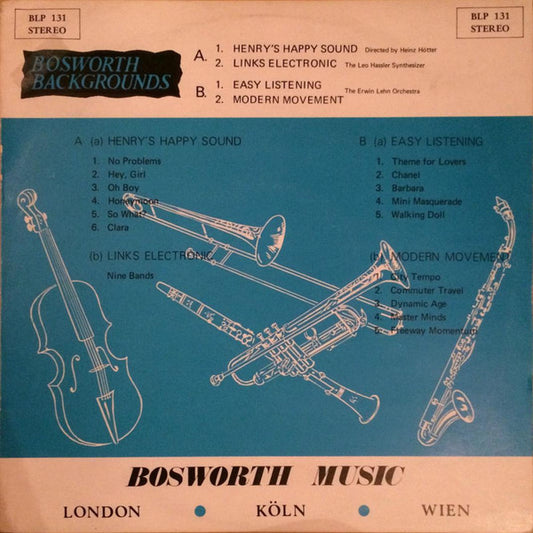 BLP 131
STEREO
BLP 131
STEREO
BOSWORTH
BACKGROUNDS
A. 1. HENRY'S HAPPY SOUND Directed by Heinz Hötter
2. LINKS ELECTRONIC The Leo Hassler Synthesizer
B. 1. EASY LISTENING The Erwin Lehn Orchestra
2. MODERN MOVEMENT
A (a) HENRY'S HAPPY SOUND
1. No Problems
2. Hey, Girl
3. Oh Boy
4. Honeymoon
5. So What?
6. Clara
(b) LINKS ELECTRONIC
Nine Bands
B (a) EASY LISTENING
1. Theme for Lovers
2. Chanel
3. Barbara
4. Mini Masquerade
5. Walking Doll
(b) MODERN MOVEMENT
1. City Tempo
2. Commuter Travel
3. Dynamic Age
4. Master Minds
5. Freeway Momentum
BOSWORTH MUSIC
LONDON • KÖLN • WIEN